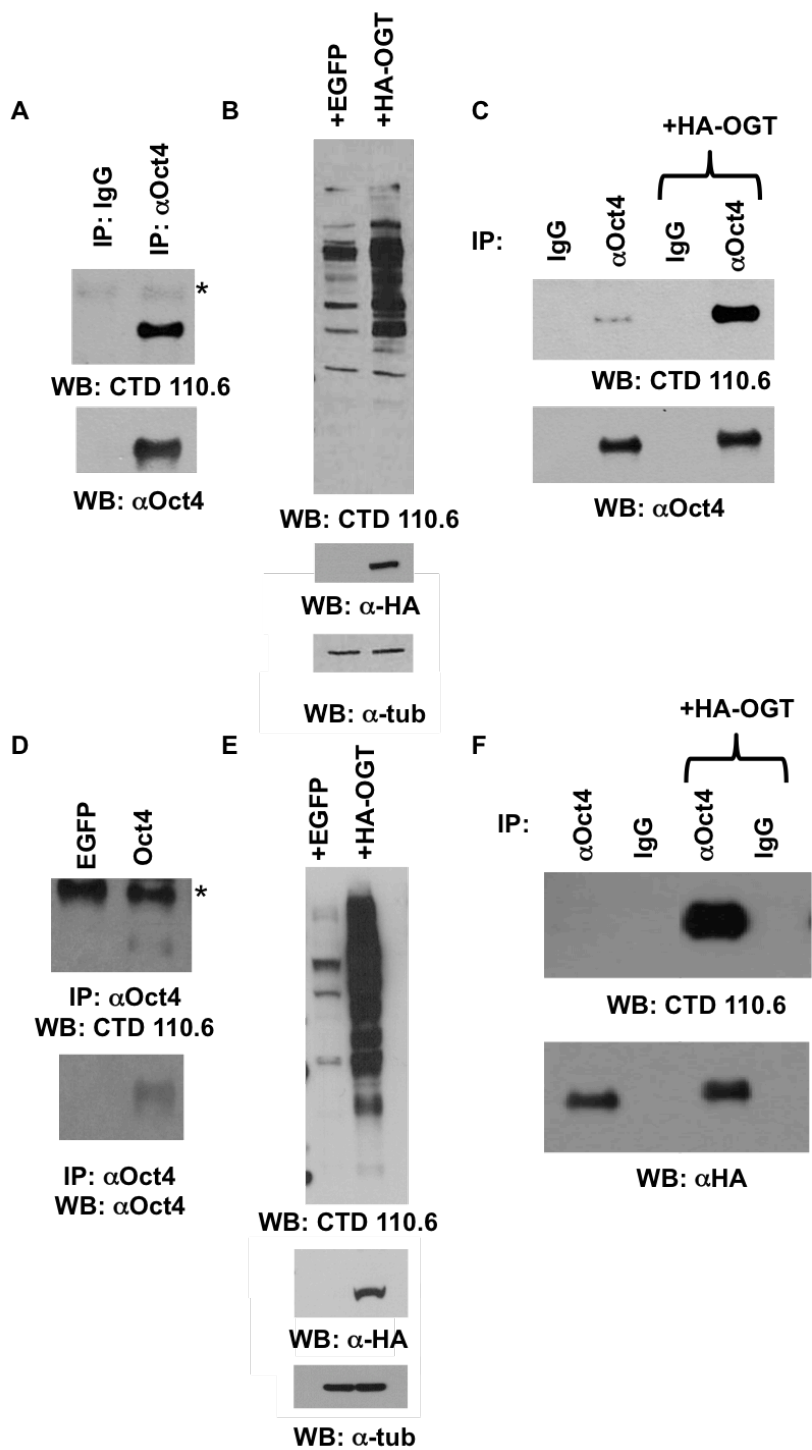 A
IP: IgG
IP: αOct4
*
WB: CTD 110.6
WB: αOct4
B
+EGFP
+HA-OGT
WB: CTD 110.6
WB: α-HA
WB: α-tub
C
+HA-OGT
IP:
IgG
αOct4
IgG
αOct4
WB: CTD 110.6
WB: αOct4
D
EGFP
Oct4
*
IP: αOct4
WB: CTD 110.6
IP: αOct4
WB: αOct4
E
+EGFP
+HA-OGT
WB: CTD 110.6
WB: α-HA
WB: α-tub
F
+HA-OGT
IP:
αOct4
IgG
αOct4
IgG
WB: CTD 110.6
WB: αHA